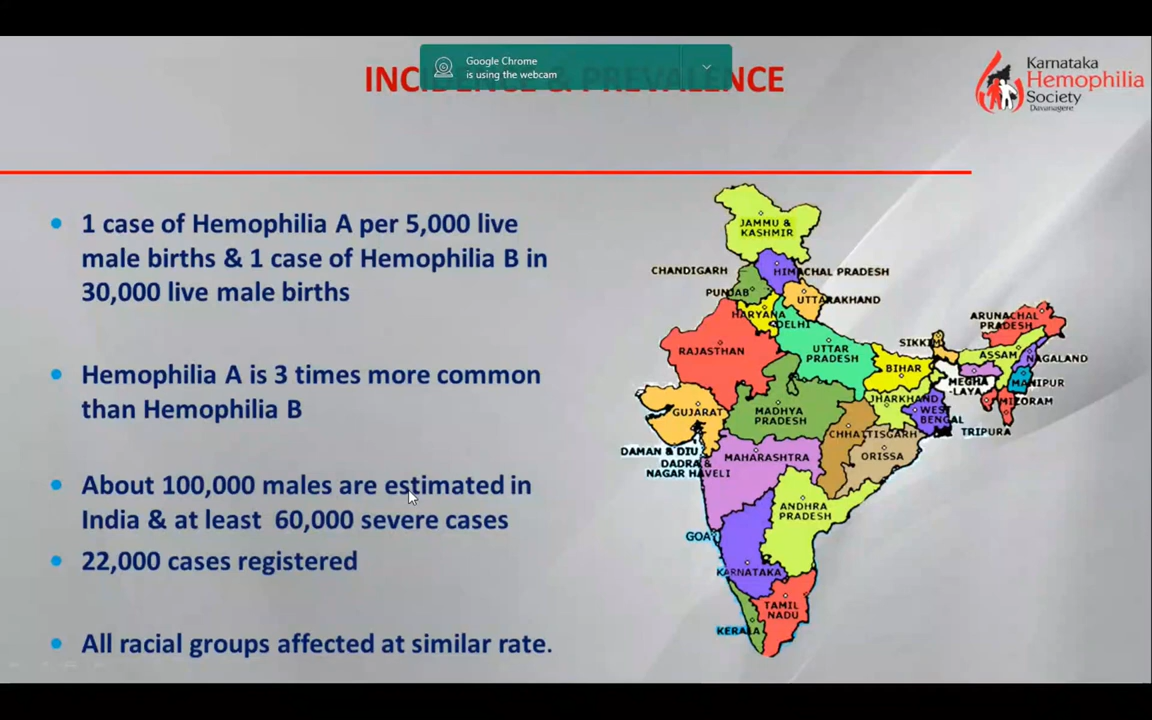 Google Chrome
is using the webcam
INCIDENCE & PREVALENCE
Karnataka
Hemophilia
Society
Davanagere
1 case of Hemophilia A per 5,000 live
male births & 1 case of Hemophilia B in
30,000 live male births
Hemophilia A is 3 times more common
than Hemophilia B
About 100,000 males are estimated in
India & at least 60,000 severe cases
22,000 cases registered
All racial groups affected at similar rate.
JAMMU &
KASHMIR
CHANDIGARH
HIMACHAL PRADESH
PUNJAB
UTTARAKHAND
HARYANA
DELHI
ARUNACHAL
PRADESH
SIKKIM
RAJASTHAN
UTTAR
PRADESH
ASSAM
NAGALAND
BIHAR
MEGHA
-LAYA
MANIPUR
JHARKHAND
MIZORAM
GUJARAT
MADHYA
PRADESH
WEST
BENGAL
TRIPURA
CHHATTISGARH
DAMAN & DIU
DADRA &
NAGAR HAVELI
MAHARASHTRA
ORISSA
ANDHRA
PRADESH
GOA
KARNATAKA
TAMIL
NADU
KERALA